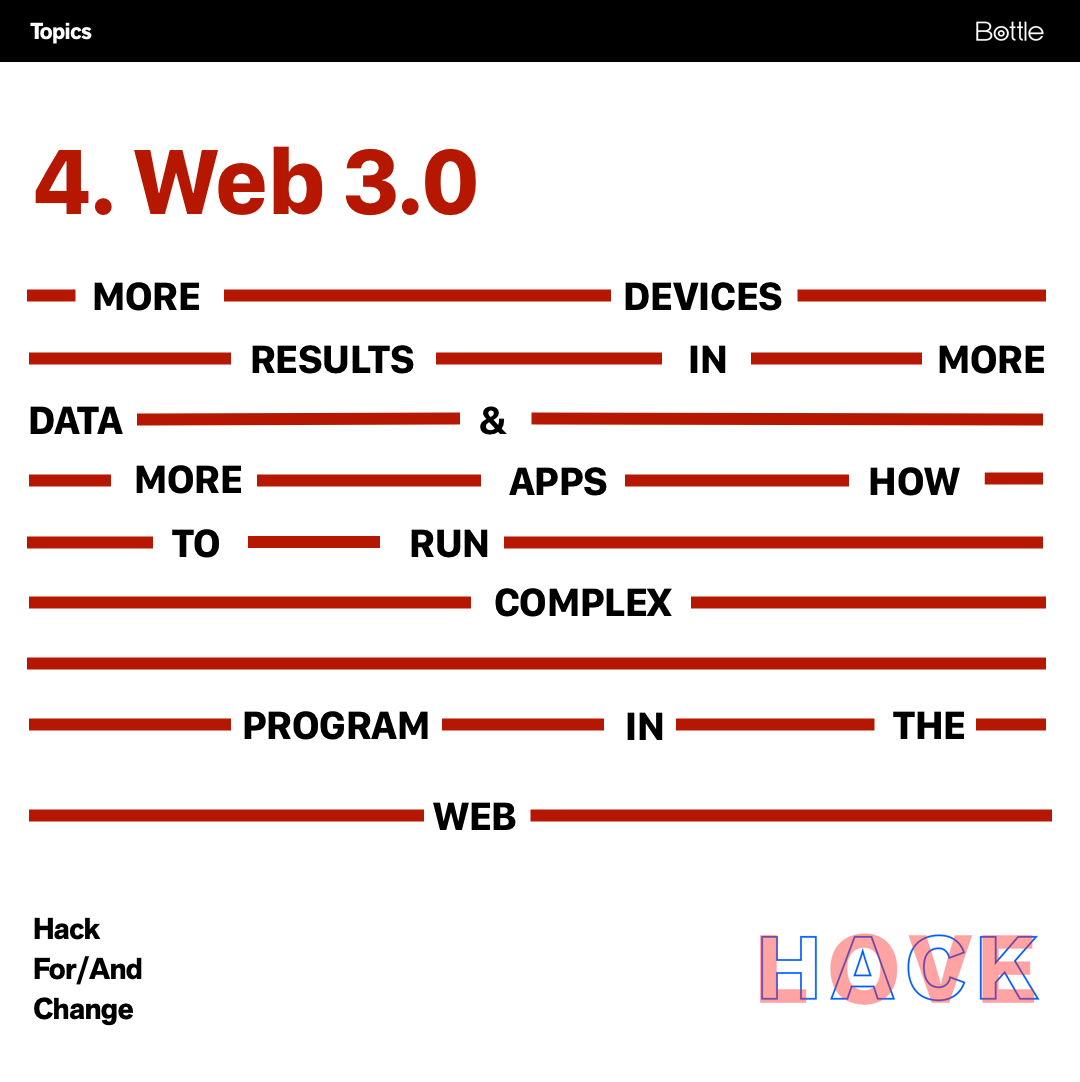 Topics
Bottle
4. Web 3.0
MORE DEVICES
RESULTS IN MORE
DATA &
MORE APPS HOW
TO RUN
COMPLEX
PROGRAM IN THE
WEB
Hack
For/And
Change
HACK
LOVE